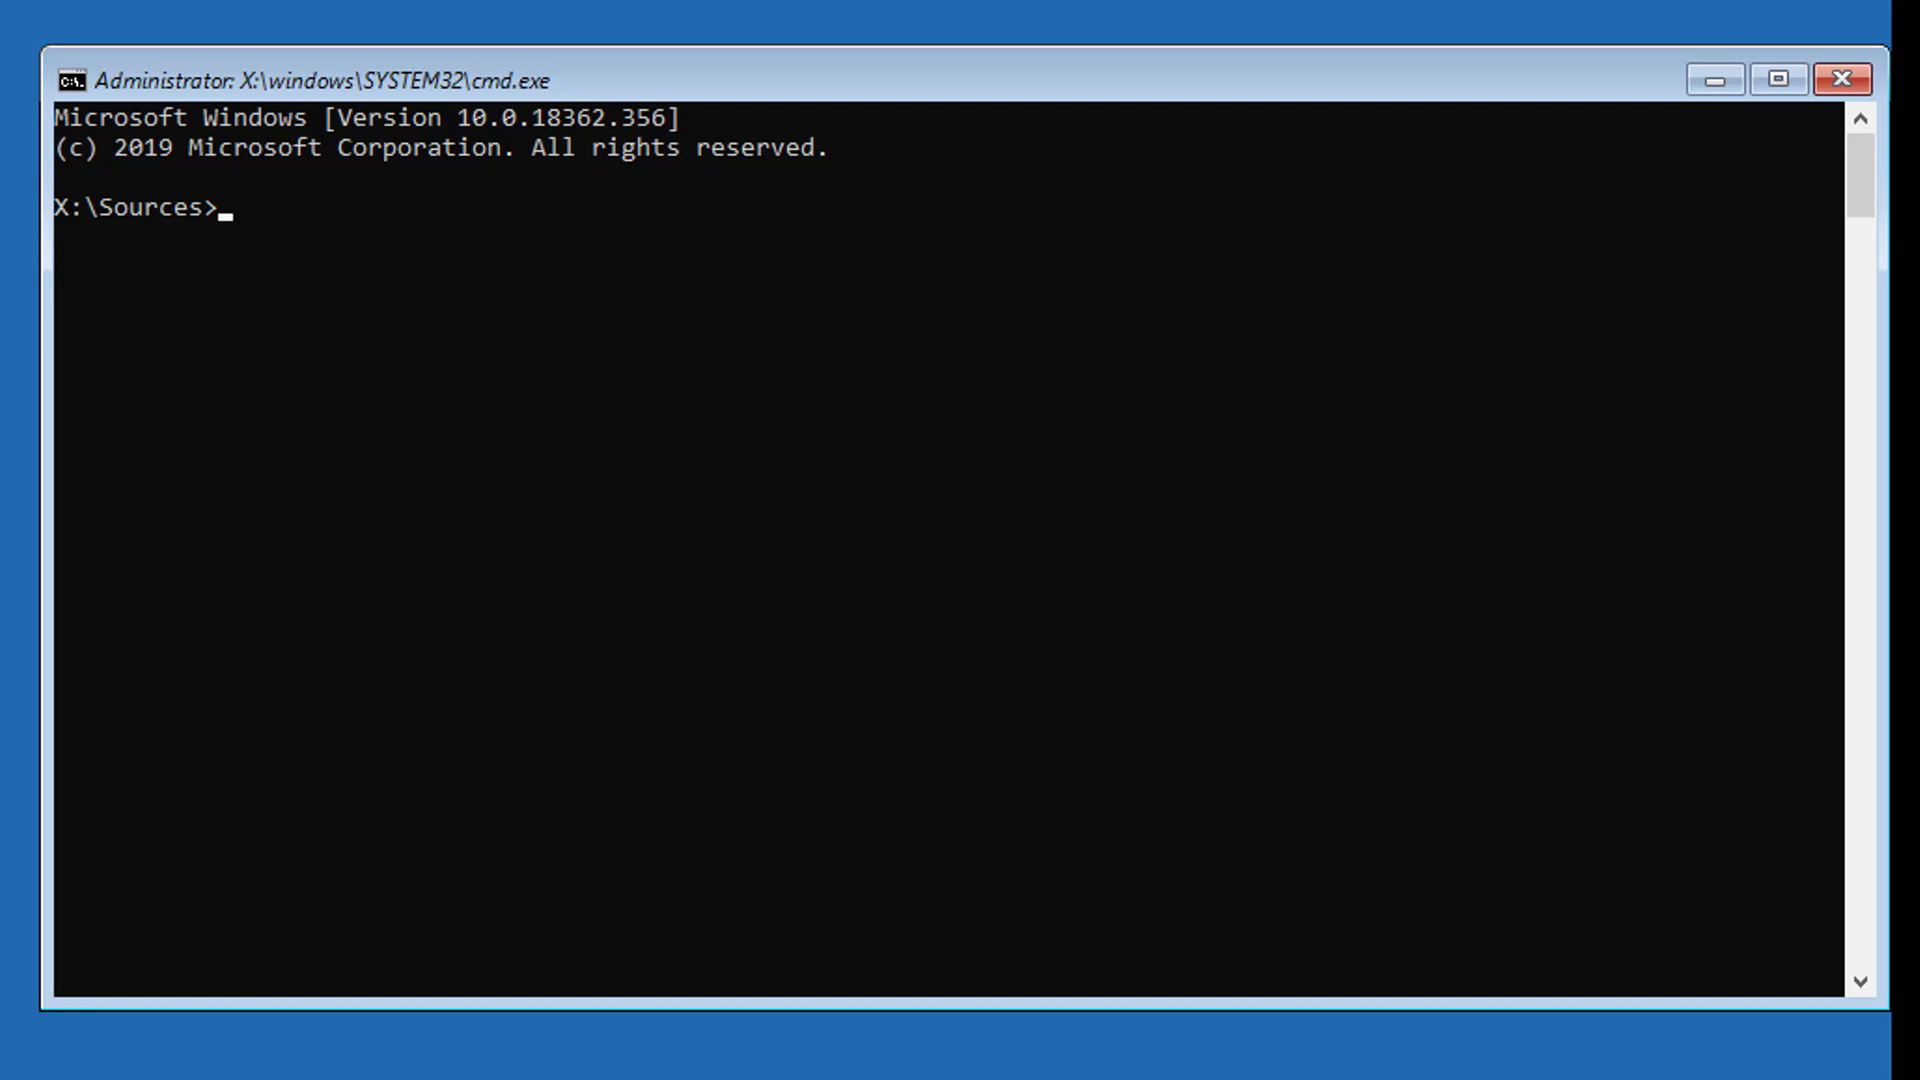 Administrator: X:\windows\SYSTEM32\cmd.exe
Microsoft Windows [Version 10.0.18362.356]
(c) 2019 Microsoft Corporation. All rights reserved.
X:\Sources>_